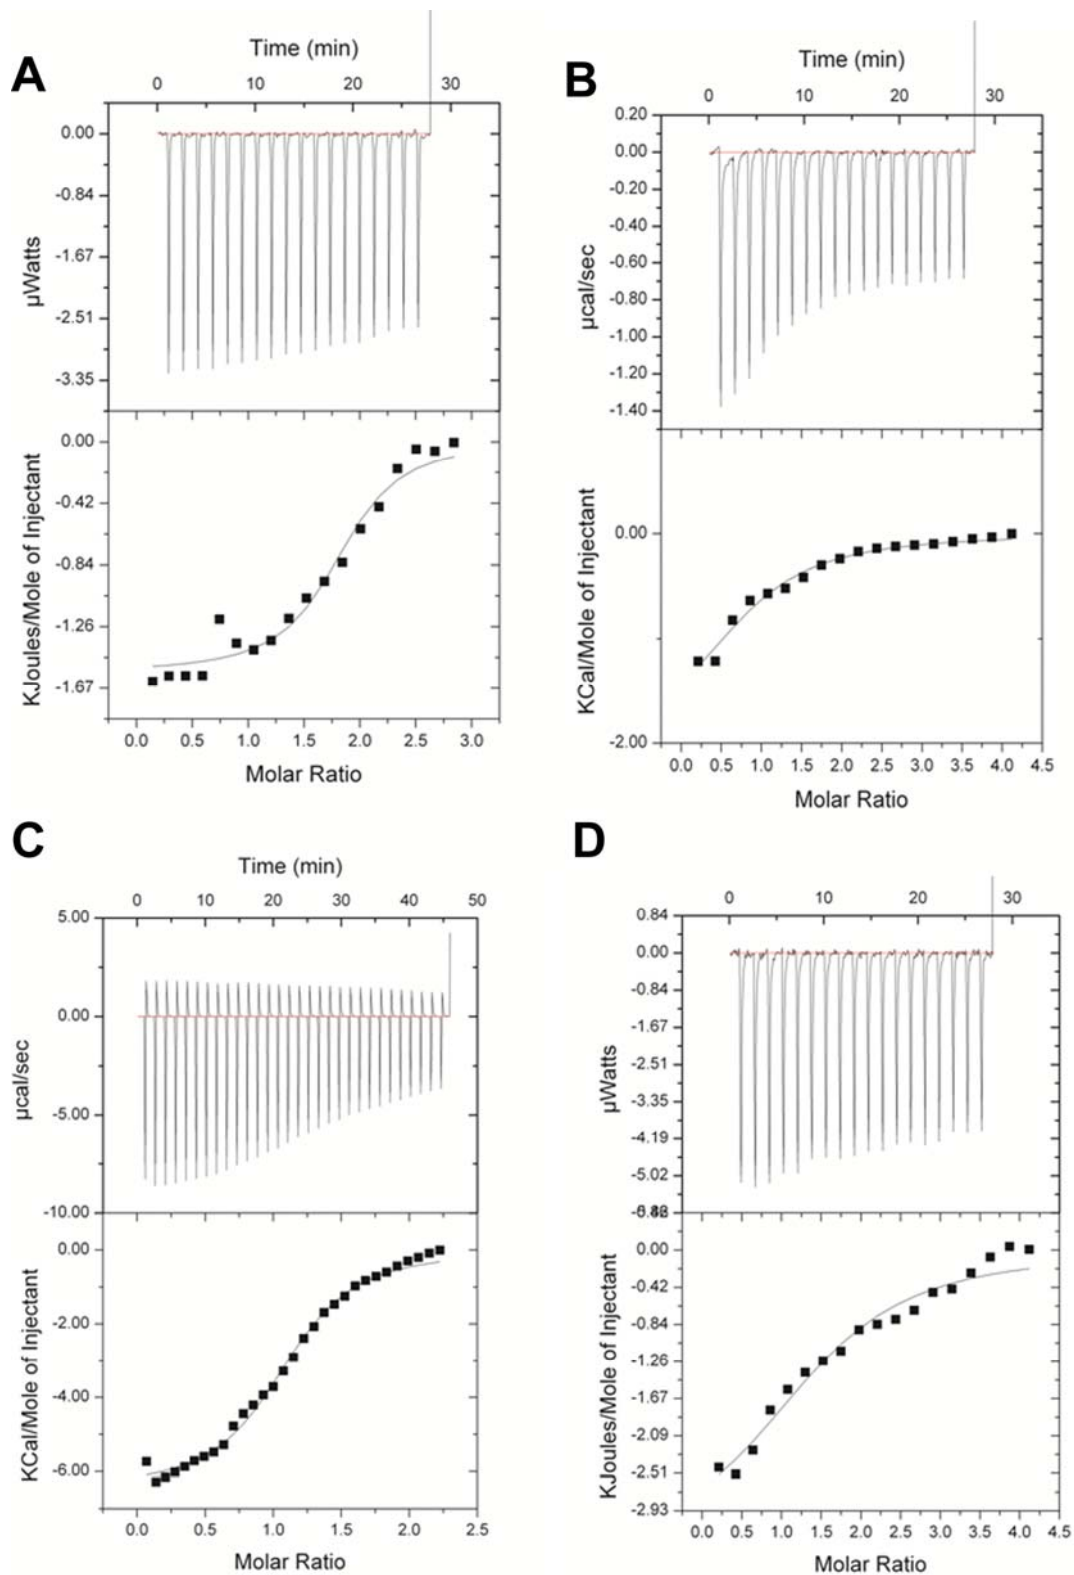 A
Time (min)
0 10 20 30
0.00
-0.84
-1.67
-2.51
-3.35
µWatts
0.00
-0.42
-0.84
-1.26
-1.67
KJoules/Mole of Injectant
0.0 0.5 1.0 1.5 2.0 2.5 3.0
Molar Ratio
B
Time (min)
0 10 20 30
0.20
0.00
-0.20
-0.40
-0.60
-0.80
-1.00
-1.20
-1.40
µcal/sec
0.00
-2.00
KCal/Mole of Injectant
0.0 0.5 1.0 1.5 2.0 2.5 3.0 3.5 4.0 4.5
Molar Ratio
C
Time (min)
0 10 20 30 40 50
5.00
0.00
-5.00
-10.00
µcal/sec
0.00
-2.00
-4.00
-6.00
KCal/Mole of Injectant
0.0 0.5 1.0 1.5 2.0 2.5
Molar Ratio
D
0 10 20 30
0.84
0.00
-0.84
-1.67
-2.51
-3.35
-4.19
-5.02
µWatts
0.00
-0.42
-0.84
-1.26
-1.67
-2.09
-2.51
-2.93
KJoules/Mole of Injectant
0.0 0.5 1.0 1.5 2.0 2.5 3.0 3.5 4.0 4.5
Molar Ratio